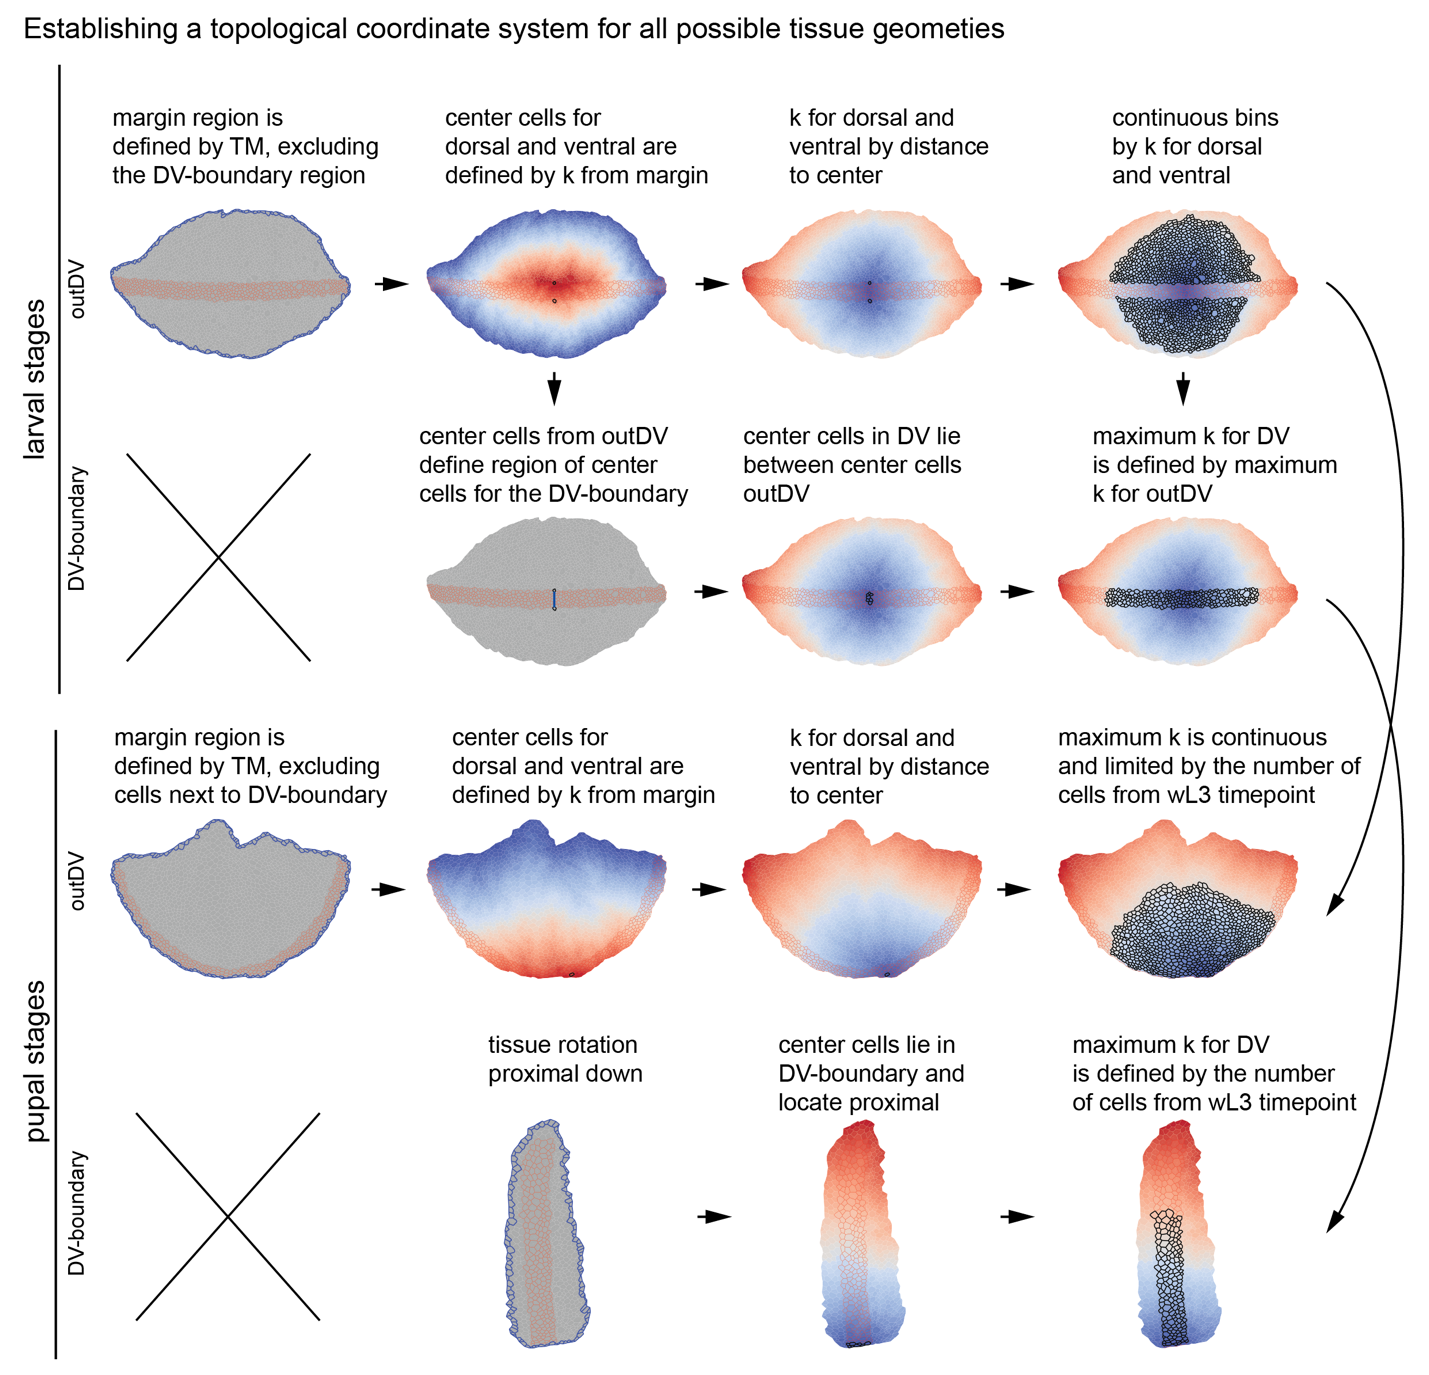 Establishing a topological coordinate system for all possible tissue geometies
larval stages
outDV
margin region is
defined by TM, excluding
the DV-boundary region
center cells for
dorsal and ventral are
defined by k from margin
k for dorsal and
ventral by distance
to center
continuous bins
by k for dorsal
and ventral
DV-boundary
center cells from outDV
define region of center
cells for the DV-boundary
center cells in DV lie
between center cells
outDV
maximum k for DV
is defined by maximum
k for outDV
pupal stages
outDV
margin region is
defined by TM, excluding
cells next to DV-boundary
center cells for
dorsal and ventral are
defined by k from margin
k for dorsal and
ventral by distance
to center
maximum k is continuous
and limited by the number of
cells from wL3 timepoint
DV-boundary
tissue rotation
proximal down
center cells lie in
DV-boundary and
locate proximal
maximum k for DV
is defined by the number
of cells from wL3 timepoint